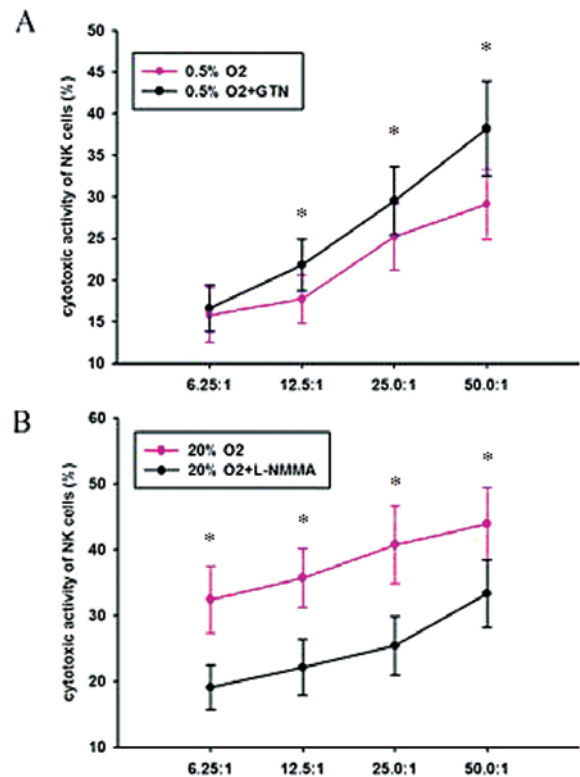 A
cytotoxic activity of NK cells (%)
50
45
40
35
30
25
20
15
10
0.5% O2
0.5% O2+GTN
*
*
*
6.25:1 12.5:1 25.0:1 50.0:1
B
cytotoxic activity of NK cells (%)
60
50
40
30
20
10
20% O2
20% O2+L-NMMA
*
*
*
*
6.25:1 12.5:1 25.0:1 50.0:1